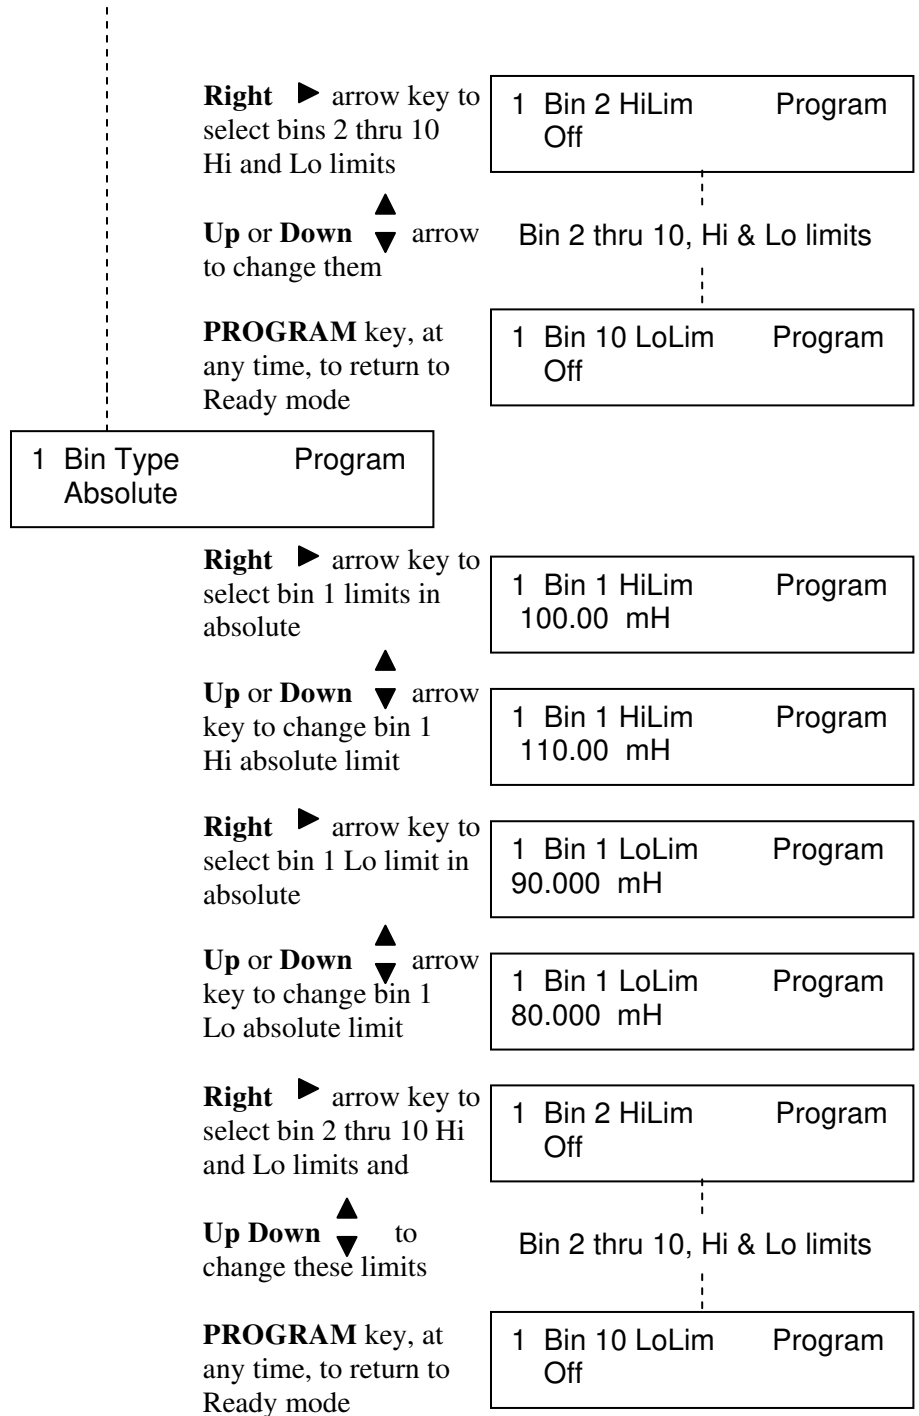 Right ► arrow key to
select bins 2 thru 10
Hi and Lo limits
1 Bin 2 HiLim Program
Off
Up or Down ▲▼ arrow
to change them
Bin 2 thru 10, Hi & Lo limits
PROGRAM key, at
any time, to return to
Ready mode
1 Bin 10 LoLim Program
Off
1 Bin Type Program
Absolute
Right ► arrow key to
select bin 1 limits in
absolute
1 Bin 1 HiLim Program
100.00 mH
Up or Down ▲▼ arrow
key to change bin 1
Hi absolute limit
1 Bin 1 HiLim Program
110.00 mH
Right ► arrow key to
select bin 1 Lo limit in
absolute
1 Bin 1 LoLim Program
90.000 mH
Up or Down ▲▼ arrow
key to change bin 1
Lo absolute limit
1 Bin 1 LoLim Program
80.000 mH
Right ► arrow key to
select bin 2 thru 10 Hi
and Lo limits and
1 Bin 2 HiLim Program
Off
Up Down ▲▼ to
change these limits
Bin 2 thru 10, Hi & Lo limits
PROGRAM key, at
any time, to return to
Ready mode
1 Bin 10 LoLim Program
Off